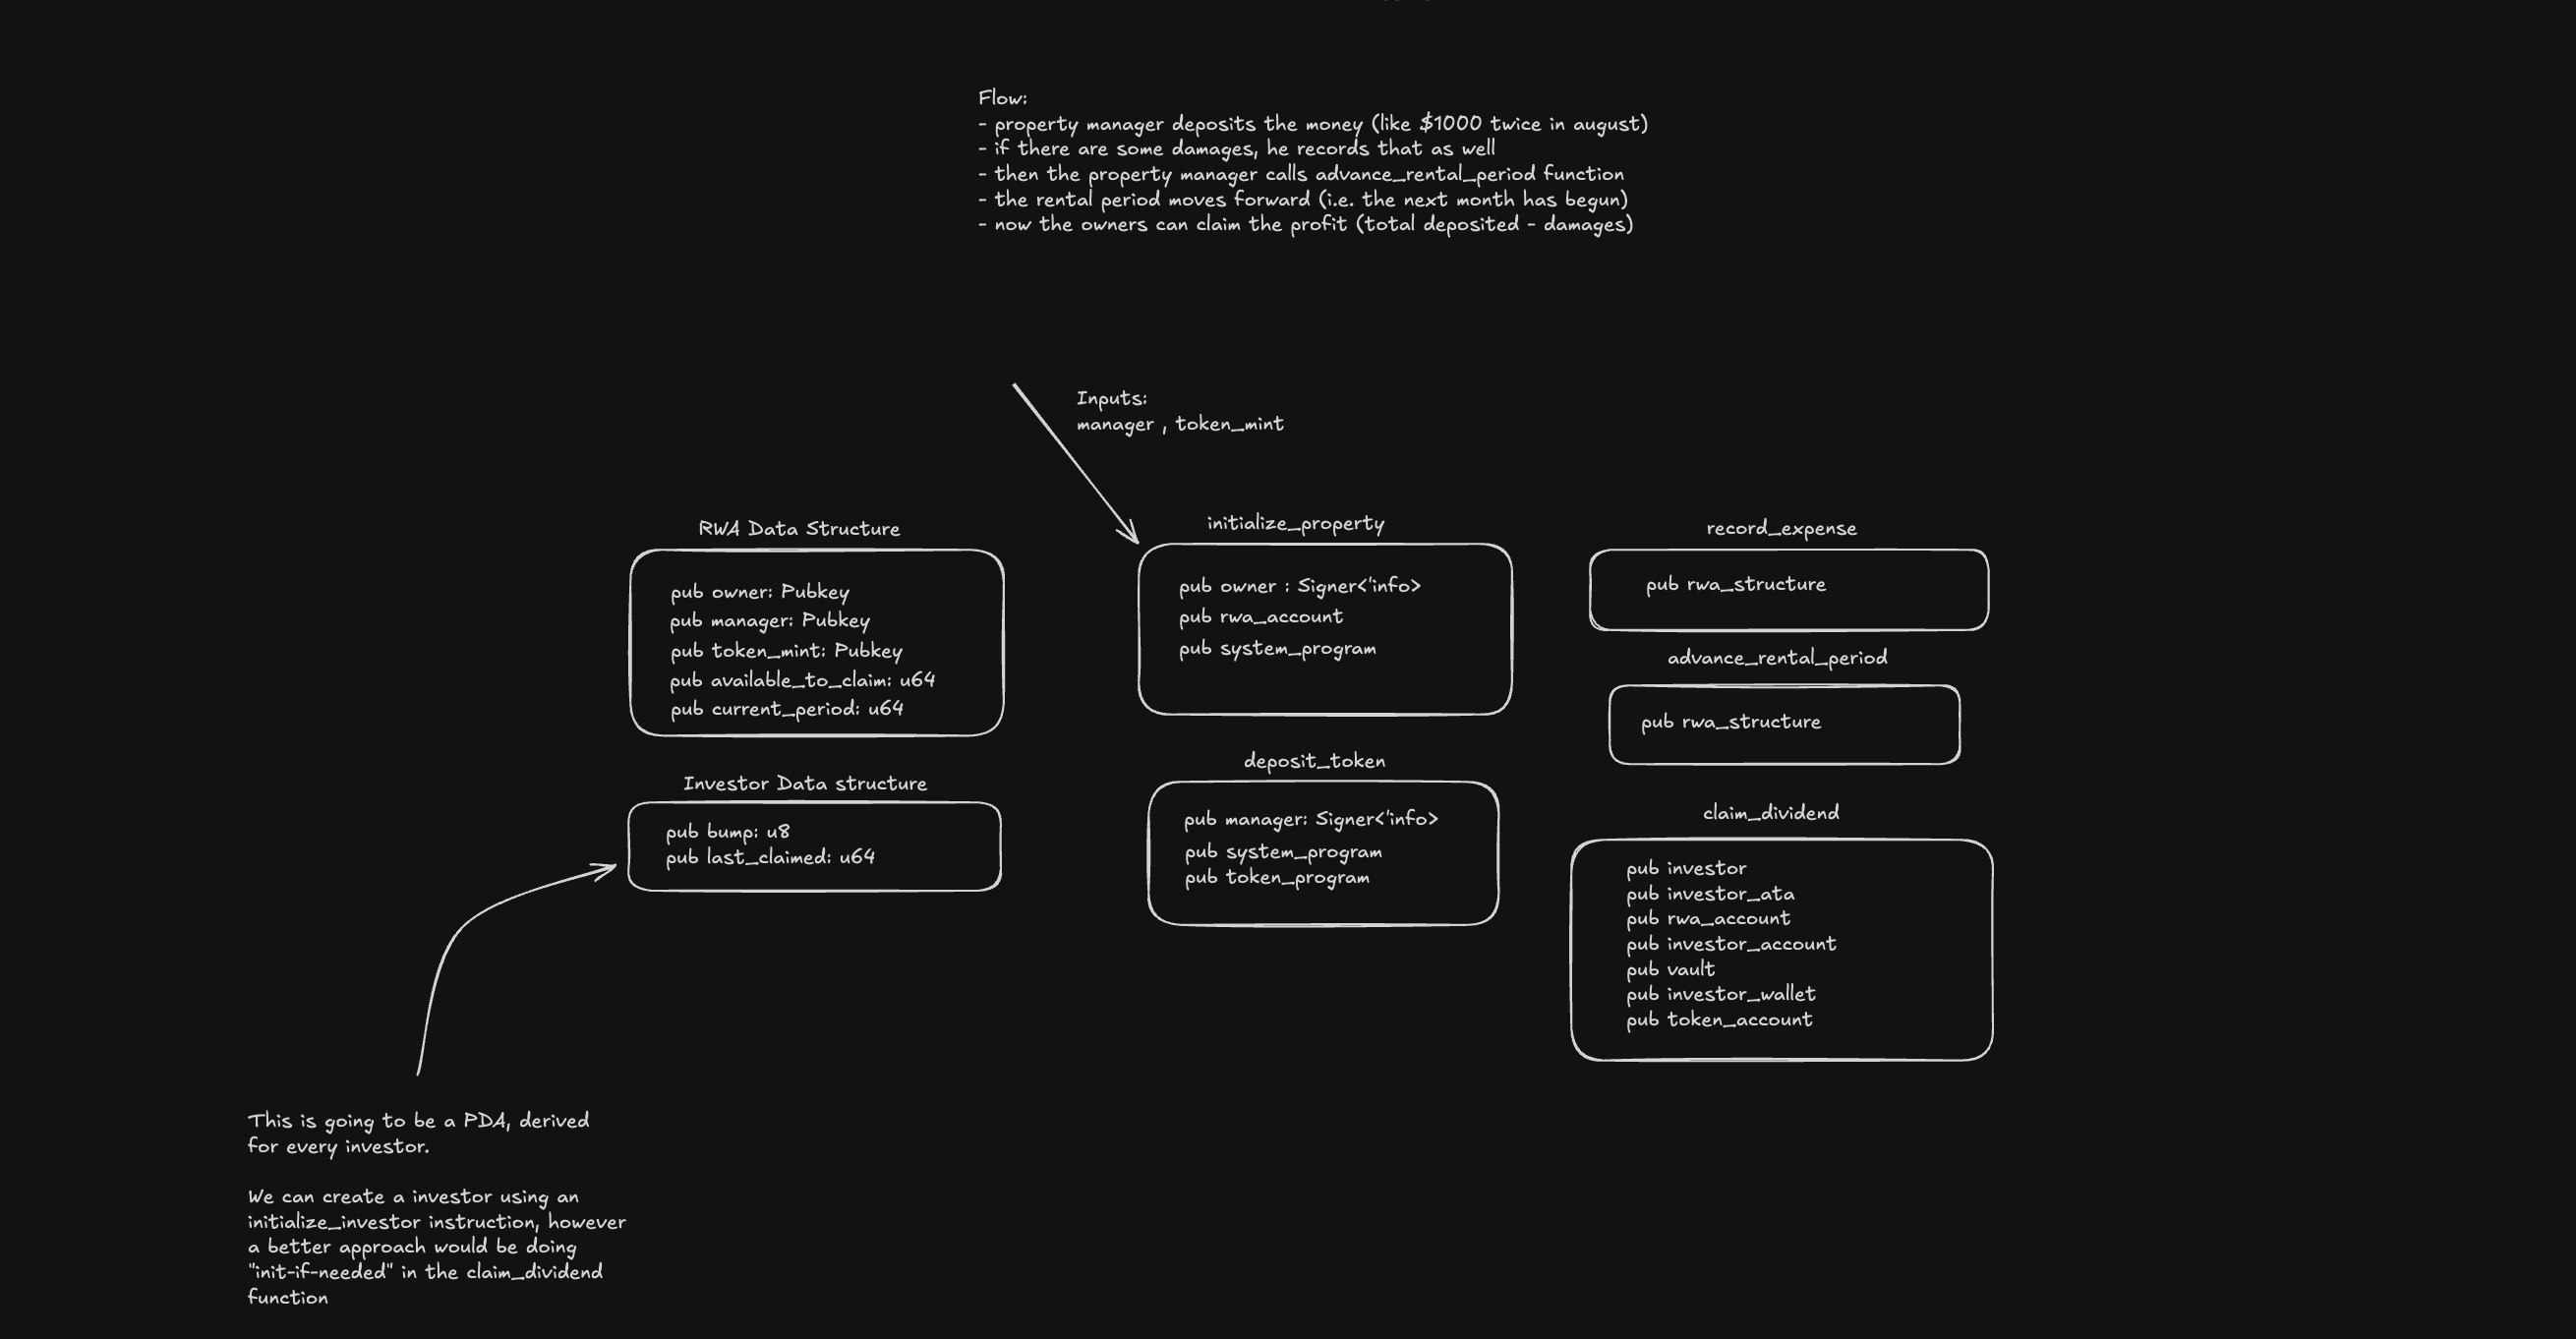 Flow:
- property manager deposits the money (like $1000 twice in august)
- if there are some damages, he records that as well
- then the property manager calls advance_rental_period function
- the rental period moves forward (i.e. the next month has begun)
- now the owners can claim the profit (total deposited - damages)
Inputs:
manager , token_mint
RWA Data Structure
pub owner: Pubkey
pub manager: Pubkey
pub token_mint: Pubkey
pub available_to_claim: u64
pub current_period: u64
Investor Data structure
pub bump: u8
pub last_claimed: u64
This is going to be a PDA, derived
for every investor.
We can create a investor using an
initialize_investor instruction, however
a better approach would be doing
"init-if-needed" in the claim_dividend
function
initialize_property
pub owner : Signer<'info>
pub rwa_account
pub system_program
deposit_token
pub manager: Signer<'info>
pub system_program
pub token_program
record_expense
pub rwa_structure
advance_rental_period
pub rwa_structure
claim_dividend
pub investor
pub investor_ata
pub rwa_account
pub investor_account
pub vault
pub investor_wallet
pub token_account